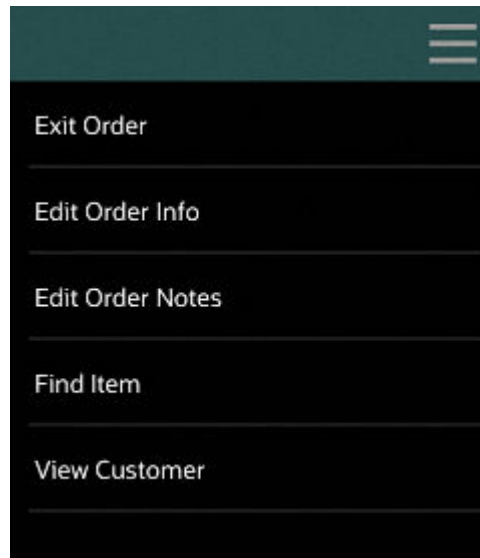 Exit Order
Edit Order Info
Edit Order Notes
Find Item
View Customer